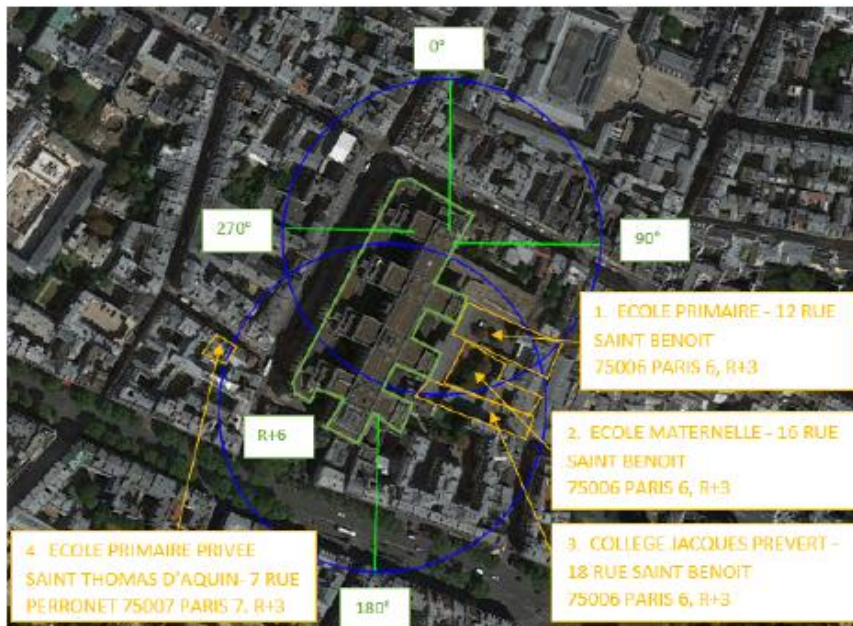 0°
270°
90°
1. ECOLE PRIMAIRE - 12 RUE
SAINT BENOIT
75006 PARIS 6, R+3
R+6
2. ECOLE MATERNELLE - 16 RUE
SAINT BENOIT
75006 PARIS 6, R+3
3. COLLEGE JACQUES PREVERT -
18 RUE SAINT BENOIT
75006 PARIS 6, R+3
4. ECOLE PRIMAIRE PRIVEE
SAINT THOMAS D'AQUIN- 7 RUE
PERRONET 75007 PARIS 7. R+3
180°